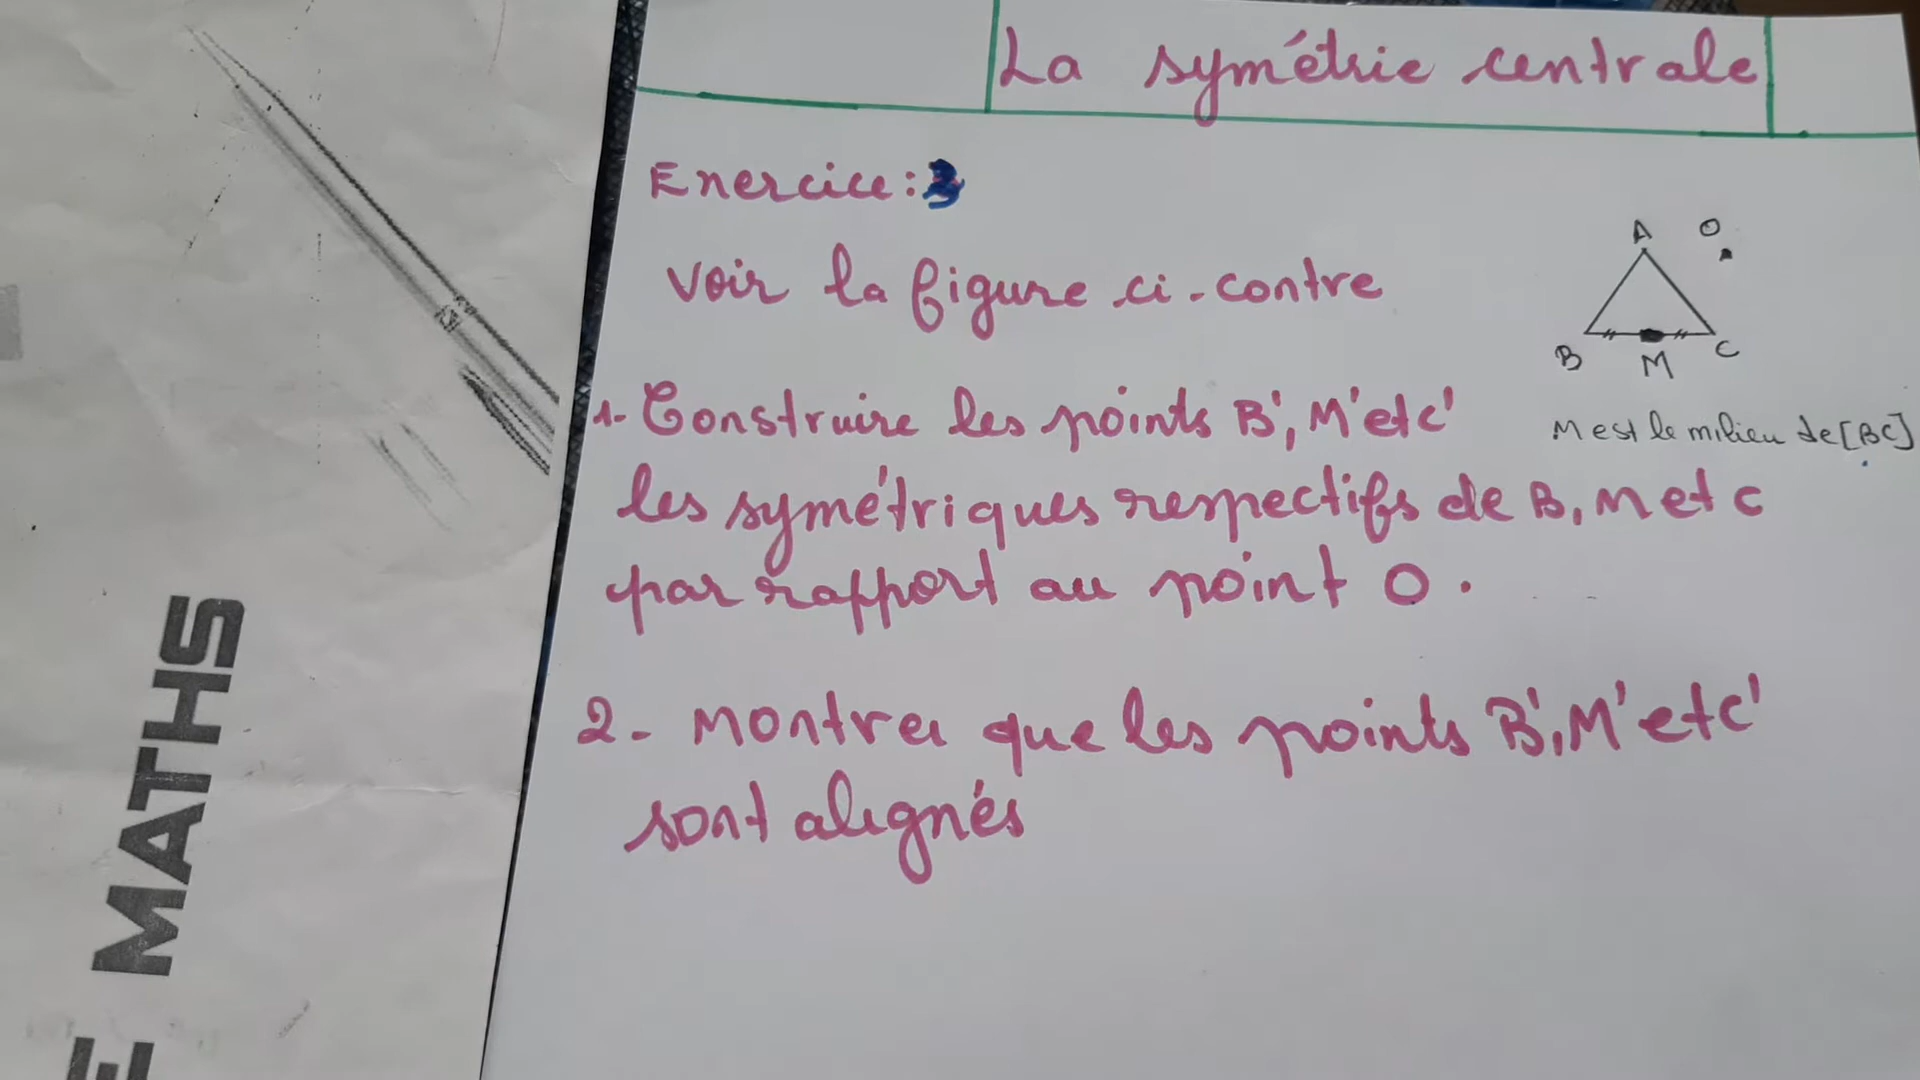 La symétrie centrale
Enercice : 3
Voir la figure ci-contre
A
O
B
M
C
M est le milieu de [BC]
1- Construire les points B', M' et C'
les symétriques respectifs de B, M et C
par rapport au point O.
2- Montrer que les points B', M' et C'
sont alignés
E MATHS